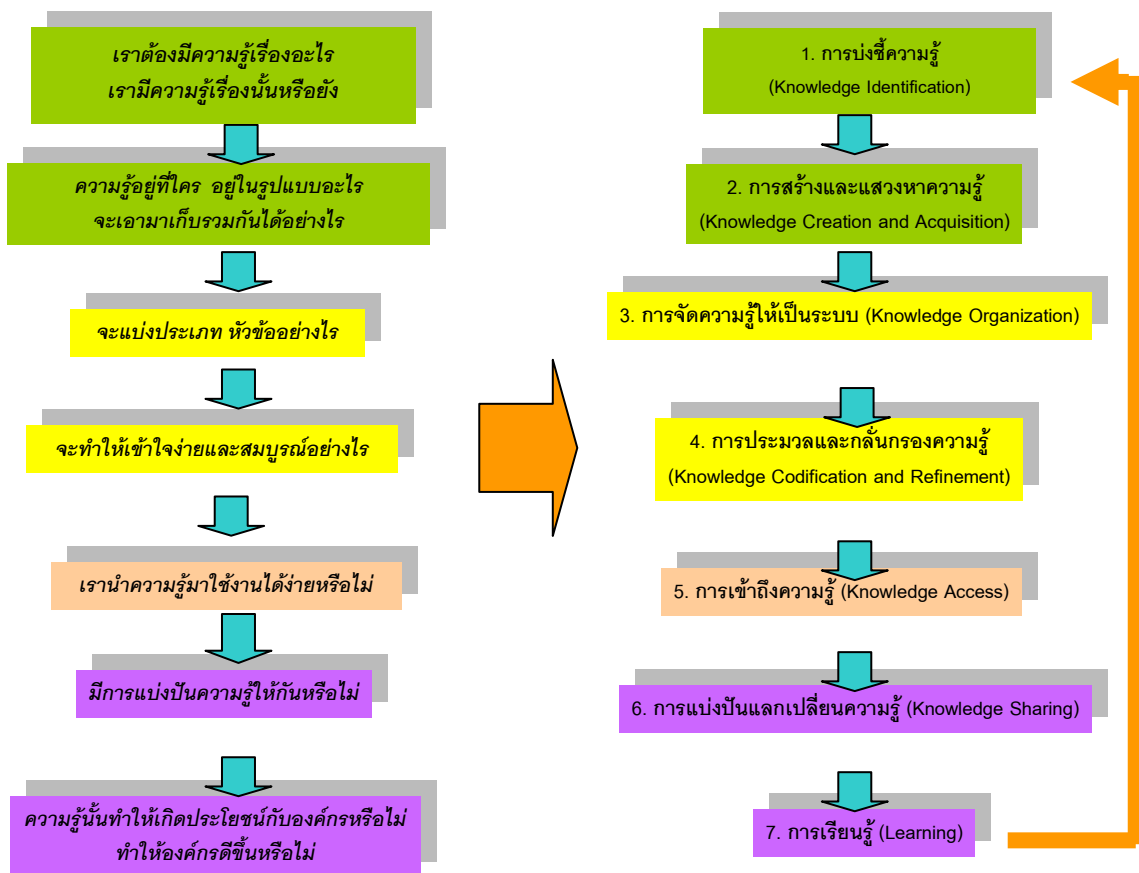 เราต้องมีความรู้เรื่องอะไร
เรามีความรู้เรื่องนั้นหรือยัง
ความรู้อยู่ที่ใคร อยู่ในรูปแบบอะไร
จะเอามาเก็บรวมกันได้อย่างไร
จะแบ่งประเภท หัวข้ออย่างไร
จะทำให้เข้าใจง่ายและสมบูรณ์อย่างไร
เรานำความรู้มาใช้งานได้ง่ายหรือไม่
มีการแบ่งปันความรู้ให้กันหรือไม่
ความรู้นั้นทำให้เกิดประโยชน์กับองค์กรหรือไม่
ทำให้องค์กรดีขึ้นหรือไม่
1. การบ่งชี้ความรู้
(Knowledge Identification)
2. การสร้างและแสวงหาความรู้
(Knowledge Creation and Acquisition)
3. การจัดความรู้ให้เป็นระบบ (Knowledge Organization)
4. การประมวลและกลั่นกรองความรู้
(Knowledge Codification and Refinement)
5. การเข้าถึงความรู้ (Knowledge Access)
6. การแบ่งปันแลกเปลี่ยนความรู้ (Knowledge Sharing)
7. การเรียนรู้ (Learning)